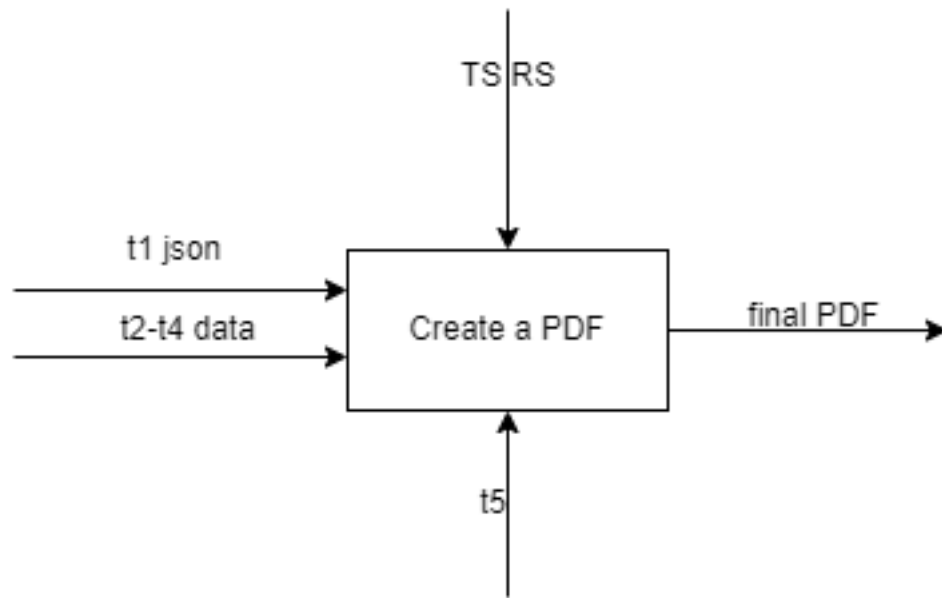 TS RS
t1 json
t2-t4 data
Create a PDF
final PDF
t5